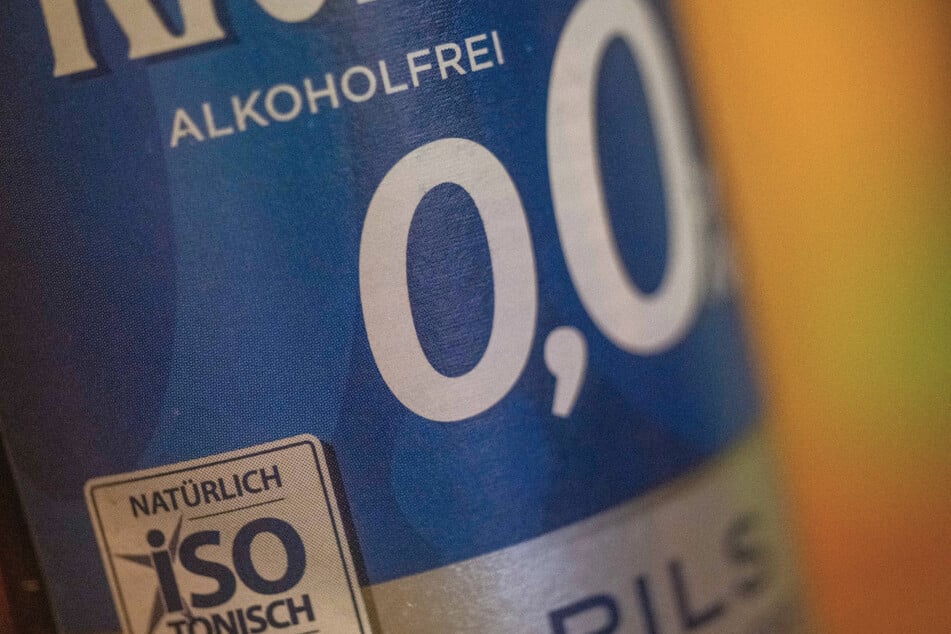 ALKOHOLFREI
0,0
NATÜRLICH
iSO
TONISCH
PILS